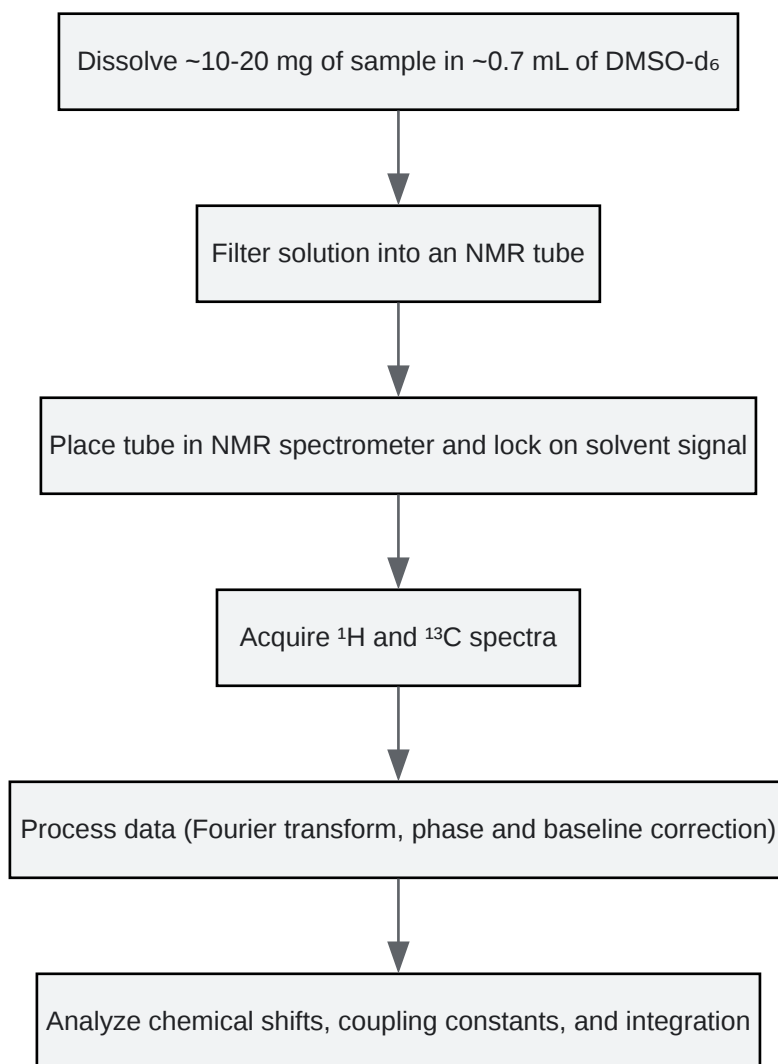 Dissolve ~10-20 mg of sample in ~0.7 mL of DMSO-d₆
Filter solution into an NMR tube
Place tube in NMR spectrometer and lock on solvent signal
Acquire ¹H and ¹³C spectra
Process data (Fourier transform, phase and baseline correction)
Analyze chemical shifts, coupling constants, and integration